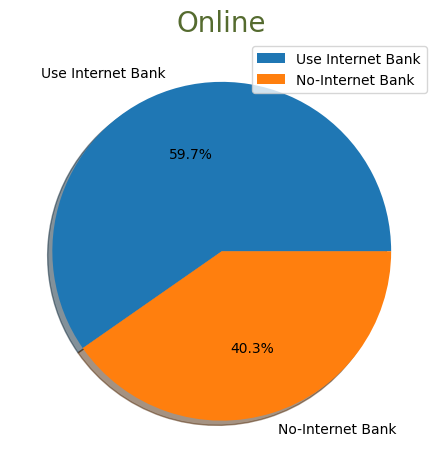 Online
Use Internet Bank
No-Internet Bank
Use Internet Bank
59.7%
40.3%
No-Internet Bank